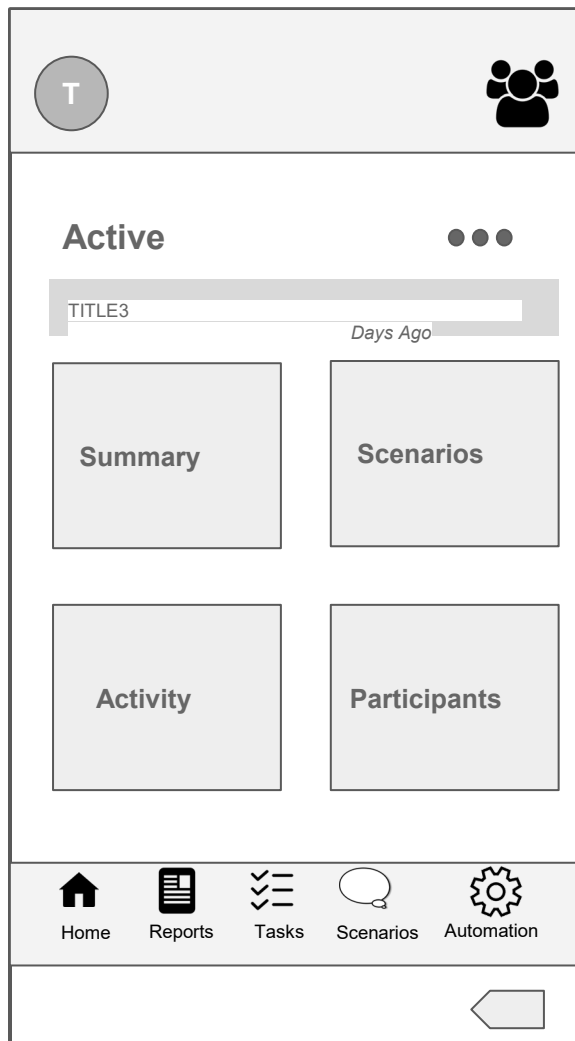 T
Active
TITLE3
Days Ago
Summary
Scenarios
Activity
Participants
Home
Reports
Tasks
Scenarios
Automation